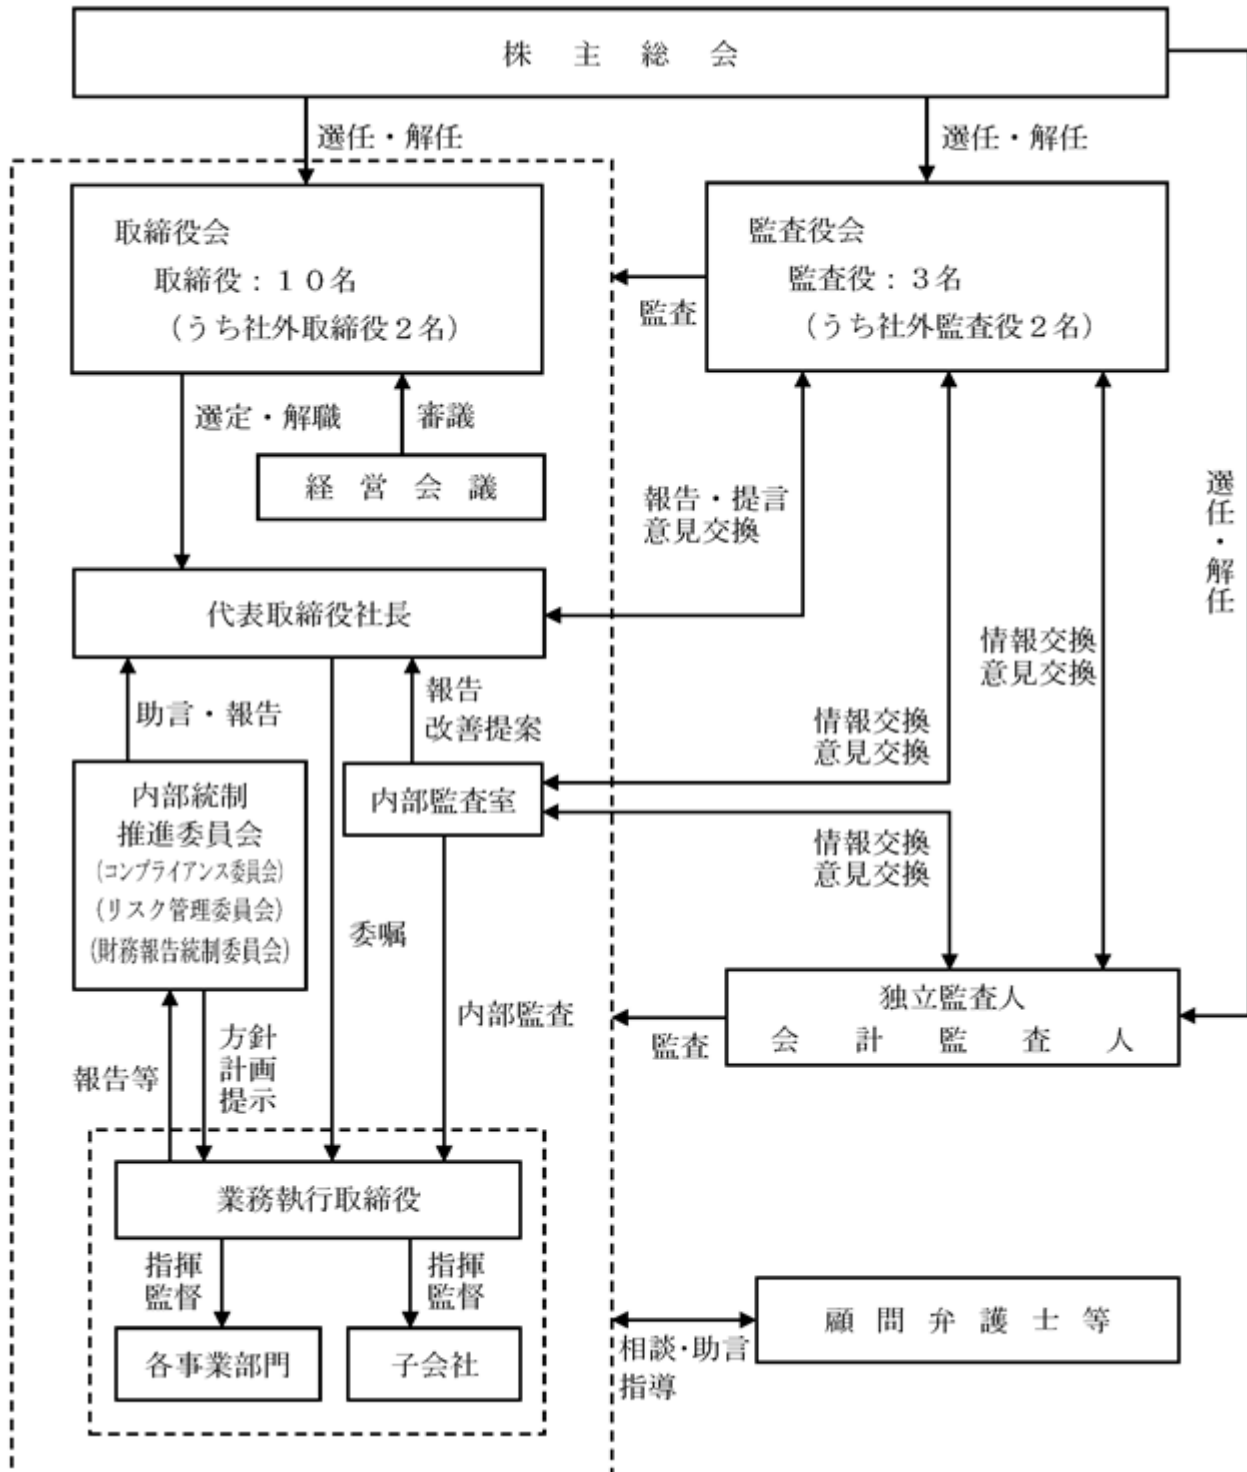 株主総会
選任・解任
選任・解任
取締役会
取締役：１０名
（うち社外取締役２名）
監査役会
監査役：３名
（うち社外監査役２名）
監査
選定・解職
審議
経営会議
報告・提言
意見交換
選任・解任
代表取締役社長
情報交換
意見交換
助言・報告
報告
改善提案
情報交換
意見交換
内部統制
推進委員会
（コンプライアンス委員会）
（リスク管理委員会）
（財務報告統制委員会）
内部監査室
情報交換
意見交換
委嘱
内部監査
独立監査人
会計監査人
監査
報告等
方針
計画
提示
業務執行取締役
指揮
監督
指揮
監督
各事業部門
子会社
顧問弁護士等
相談・助言
指導